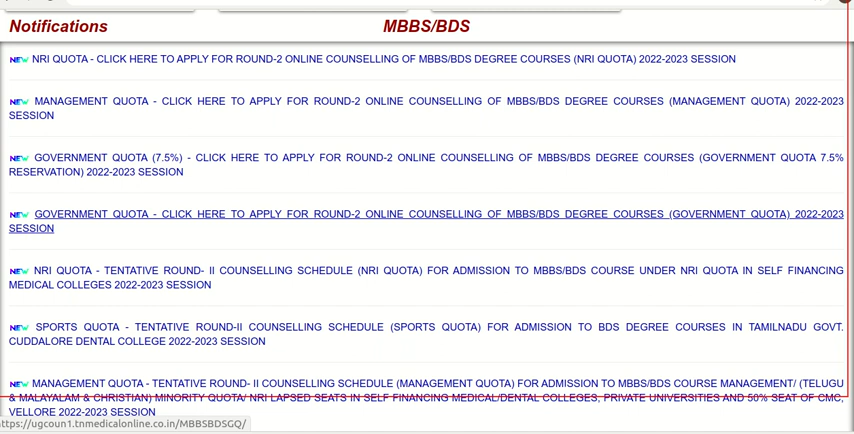 Notifications MBBS/BDS
NEW NRI QUOTA - CLICK HERE TO APPLY FOR ROUND-2 ONLINE COUNSELLING OF MBBS/BDS DEGREE COURSES (NRI QUOTA) 2022-2023 SESSION
NEW MANAGEMENT QUOTA - CLICK HERE TO APPLY FOR ROUND-2 ONLINE COUNSELLING OF MBBS/BDS DEGREE COURSES (MANAGEMENT QUOTA) 2022-2023
SESSION
NEW GOVERNMENT QUOTA (7.5%) - CLICK HERE TO APPLY FOR ROUND-2 ONLINE COUNSELLING OF MBBS/BDS DEGREE COURSES (GOVERNMENT QUOTA 7.5%
RESERVATION) 2022-2023 SESSION
NEW GOVERNMENT QUOTA - CLICK HERE TO APPLY FOR ROUND-2 ONLINE COUNSELLING OF MBBS/BDS DEGREE COURSES (GOVERNMENT QUOTA) 2022-2023
SESSION
NEW NRI QUOTA - TENTATIVE ROUND- II COUNSELLING SCHEDULE (NRI QUOTA) FOR ADMISSION TO MBBS/BDS COURSE UNDER NRI QUOTA IN SELF FINANCING
MEDICAL COLLEGES 2022-2023 SESSION
NEW SPORTS QUOTA - TENTATIVE ROUND-II COUNSELLING SCHEDULE (SPORTS QUOTA) FOR ADMISSION TO BDS DEGREE COURSES IN TAMILNADU GOVT.
CUDDALORE DENTAL COLLEGE 2022-2023 SESSION
NEW MANAGEMENT QUOTA - TENTATIVE ROUND- II COUNSELLING SCHEDULE (MANAGEMENT QUOTA) FOR ADMISSION TO MBBS/BDS COURSE MANAGEMENT/ (TELUGU
& MALAYALAM & CHRISTIAN) MINORITY QUOTA/ NRI LAPSED SEATS IN SELF FINANCING MEDICAL/DENTAL COLLEGES, PRIVATE UNIVERSITIES AND 50% SEAT OF CMC,
VELLORE 2022-2023 SESSION
ttps://ugcoun1.tnmedicalonline.co.in/MBBSBDSGQ/